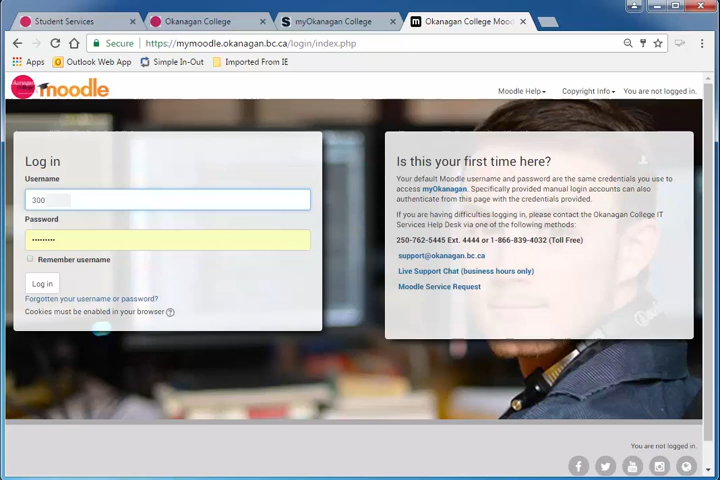 Student Services
Okanagan College
myOkanagan College
Okanagan College Mood
Secure
https://mymoodle.okanagan.bc.ca/login/index.php
Apps
Outlook Web App
Simple In-Out
Imported From IE
moodle
Moodle Help
Copyright Info
You are not logged in.
Log in
Username
300
Password
•••••••••
Remember username
Log in
Forgotten your username or password?
Cookies must be enabled in your browser
Is this your first time here?
Your default Moodle username and password are the same credentials you use to
access myOkanagan. Specifically provided manual login accounts can also
authenticate from this page with the credentials provided.
If you are having difficulties logging in, please contact the Okanagan College IT
Services Help Desk via one of the following methods:
250-762-5445 Ext. 4444 or 1-866-839-4032 (Toll Free)
support@okanagan.bc.ca
Live Support Chat (business hours only)
Moodle Service Request
You are not logged in.